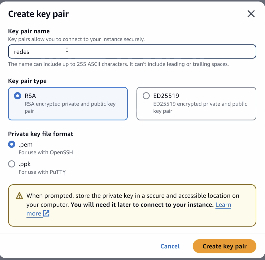 Create key pair
Key pair name
Key pairs allow you to connect to your instance securely.
nades
The name can include up to 255 ASCII characters. It can't include leading or trailing spaces.
Key pair type
RSA
RSA encrypted private and public key
pair
ED25519
ED25519 encrypted private and public
key pair
Private key file format
.pem
For use with OpenSSH
.ppk
For use with PuTTY
When prompted, store the private key in a secure and accessible location on
your computer. You will need it later to connect to your instance. Learn
more
Cancel
Create key pair